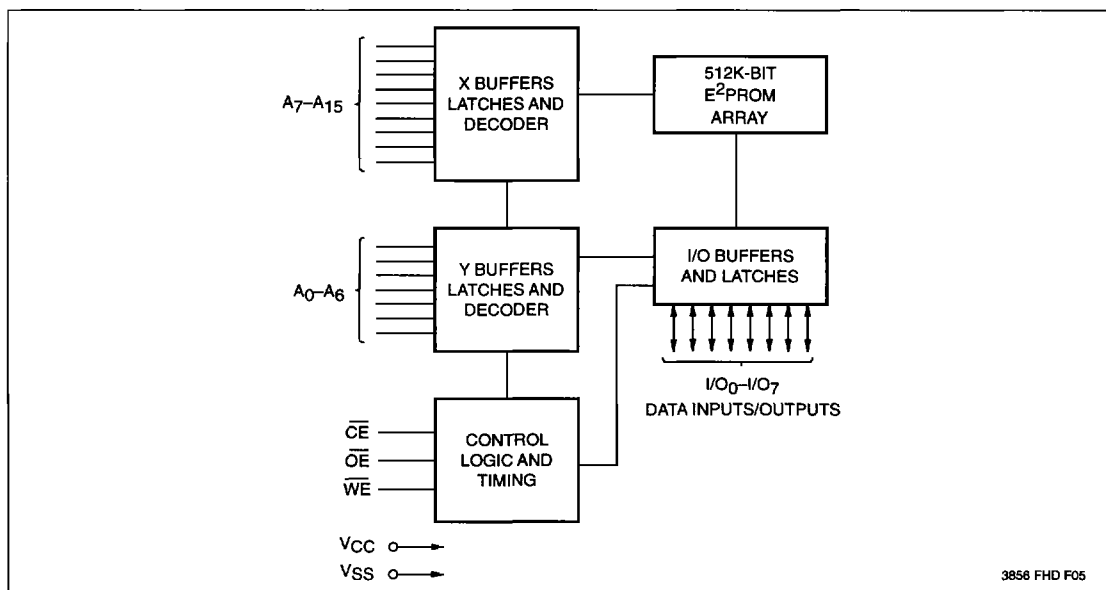 A7–A15
X BUFFERS
LATCHES AND
DECODER
512K-BIT
E2PROM
ARRAY
A0–A6
Y BUFFERS
LATCHES AND
DECODER
I/O BUFFERS
AND LATCHES
I/O0–I/O7
DATA INPUTS/OUTPUTS
CE
OE
WE
CONTROL
LOGIC AND
TIMING
VCC
VSS
3856 FHD F05